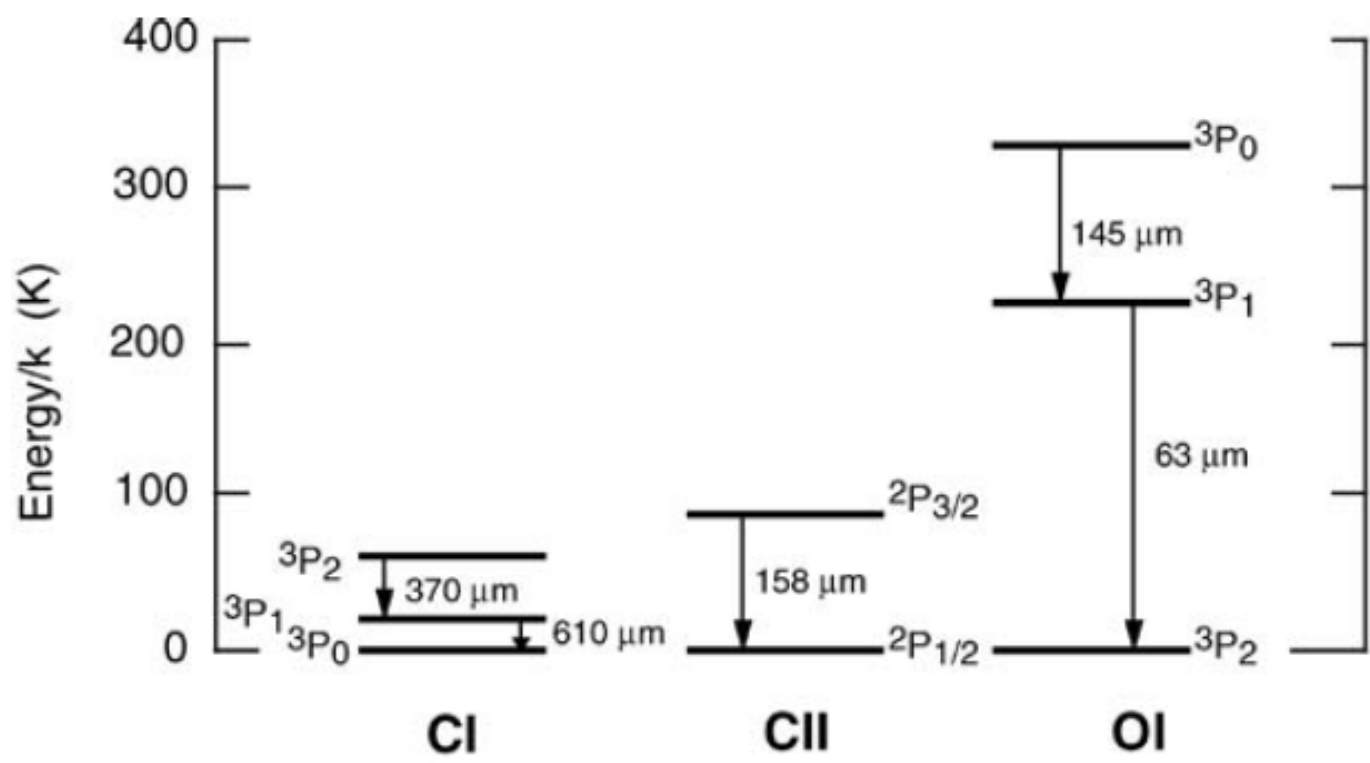 Energy/k (K)
400
300
200
100
0
³P₂
370 μm
³P₁
³P₀
610 μm
CI
²P₃/₂
158 μm
²P₁/₂
CII
³P₀
145 μm
³P₁
63 μm
³P₂
OI